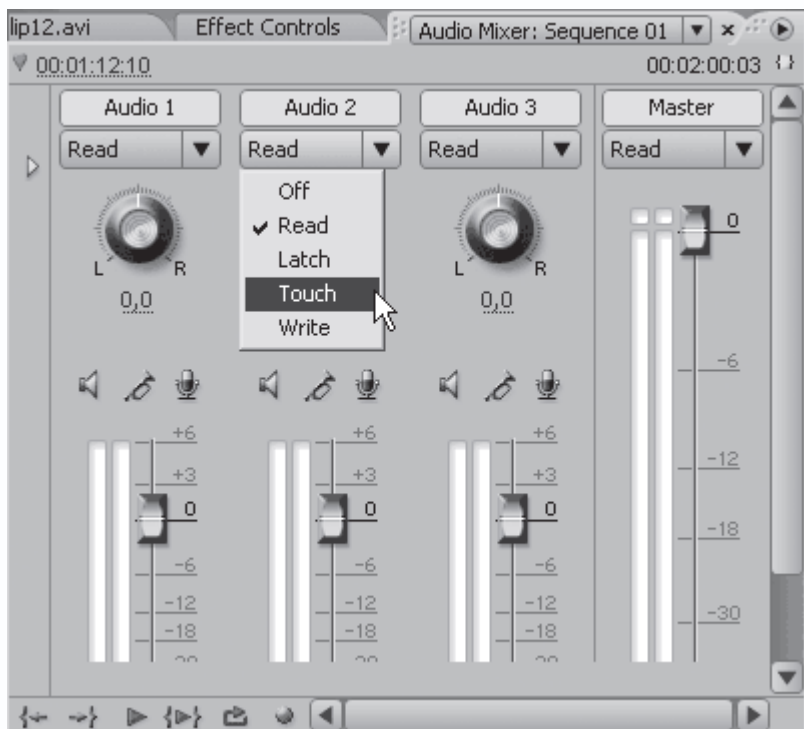 lip12.avi Effect Controls Audio Mixer: Sequence 01
00:01:12:10 00:02:00:03
Audio 1 Audio 2 Audio 3 Master
Read Read Read Read
Off
Read
Latch
Touch
Write
L R L R
0,0 0,0
0
-6
-12
-18
-30
+6 +6 +6
+3 +3 +3
0 0 0
-6 -6 -6
-12 -12 -12
-18 -18 -18